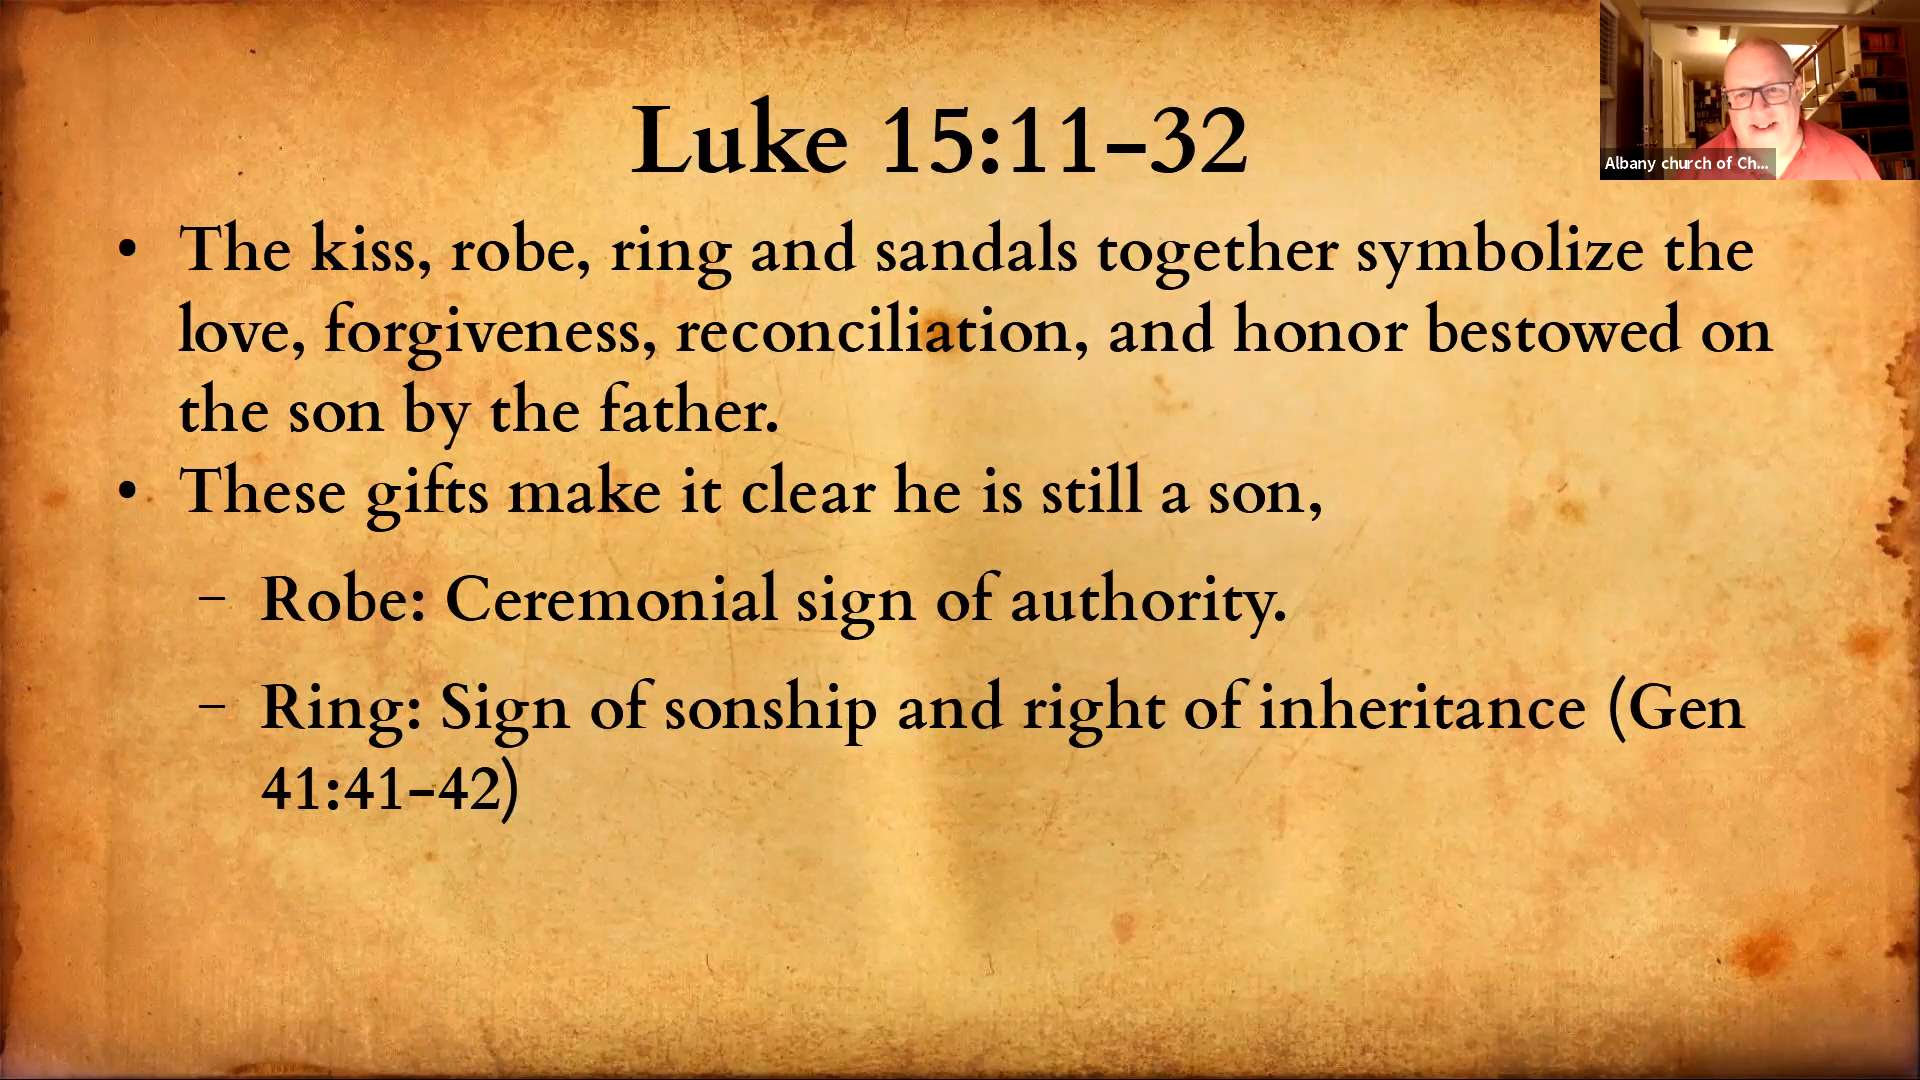 Luke 15:11-32
Albany church of Ch...
• The kiss, robe, ring and sandals together symbolize the
love, forgiveness, reconciliation, and honor bestowed on
the son by the father.
• These gifts make it clear he is still a son,
– Robe: Ceremonial sign of authority.
– Ring: Sign of sonship and right of inheritance (Gen
41:41-42)